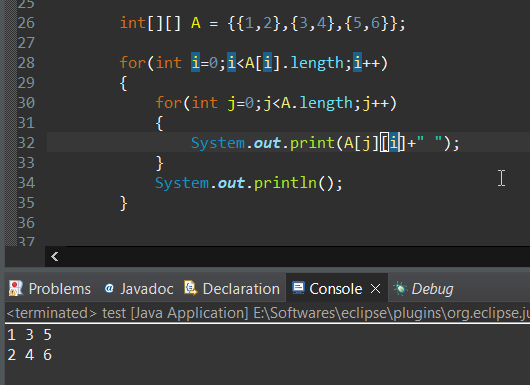 25
26 int[][] A = {{1,2},{3,4},{5,6}};
27
28 for(int i=0;i<A[i].length;i++)
29 {
30 for(int j=0;j<A.length;j++)
31 {
32 System.out.print(A[j][i]+" ");
33 }
34 System.out.println();
35 }
36
37
Problems @ Javadoc Declaration Console Debug
<terminated> test [Java Application] E:\Softwares\eclipse\plugins\org.eclipse.ju
1 3 5
2 4 6